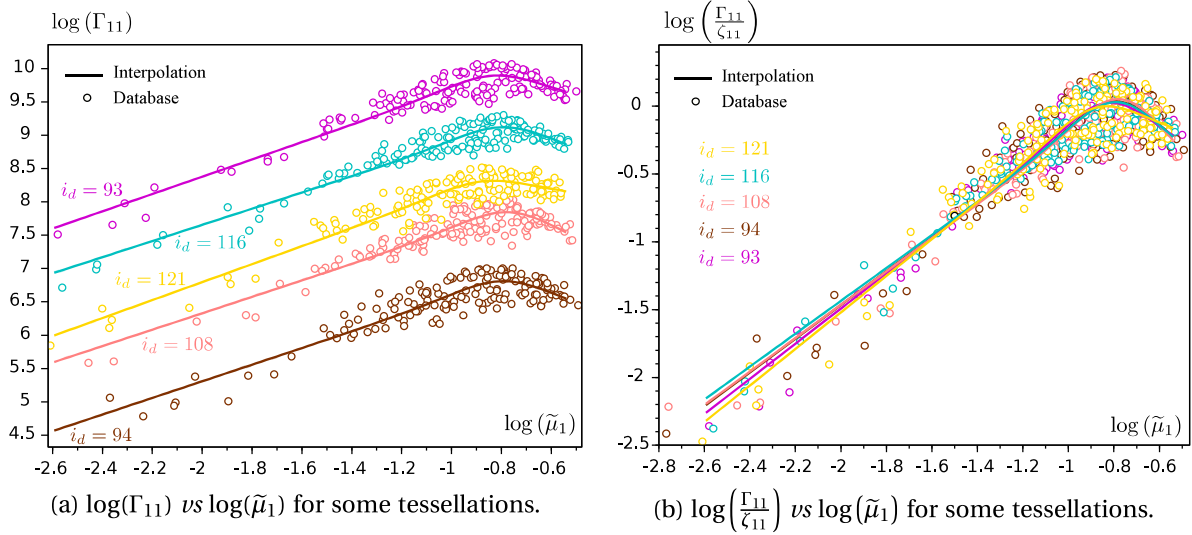 log (Γ₁₁)
10
9.5
9
8.5
8
7.5
7
6.5
6
5.5
5
4.5
Interpolation
Database
i_d = 93
i_d = 116
i_d = 121
i_d = 108
i_d = 94
log (μ̃₁)
-2.6 -2.4 -2.2 -2 -1.8 -1.6 -1.4 -1.2 -1 -0.8 -0.6
(a) log(Γ₁₁) vs log(μ̃₁) for some tessellations.
log (Γ₁₁/ζ₁₁)
0
-0.5
-1
-1.5
-2
-2.5
Interpolation
Database
i_d = 121
i_d = 116
i_d = 108
i_d = 94
i_d = 93
log (μ̃₁)
-2.8 -2.6 -2.4 -2.2 -2 -1.8 -1.6 -1.4 -1.2 -1 -0.8 -0.6
(b) log(Γ₁₁/ζ₁₁) vs log(μ̃₁) for some tessellations.